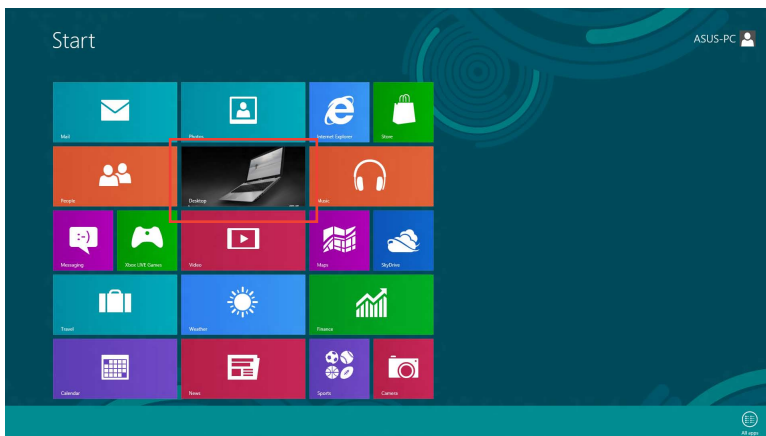 Start
ASUS-PC
Mail
Photos
Internet Explorer
Store
People
Desktop
Music
Messaging
Xbox LIVE Games
Video
Maps
SkyDrive
Travel
Weather
Finance
Calendar
News
Sports
Camera
All apps